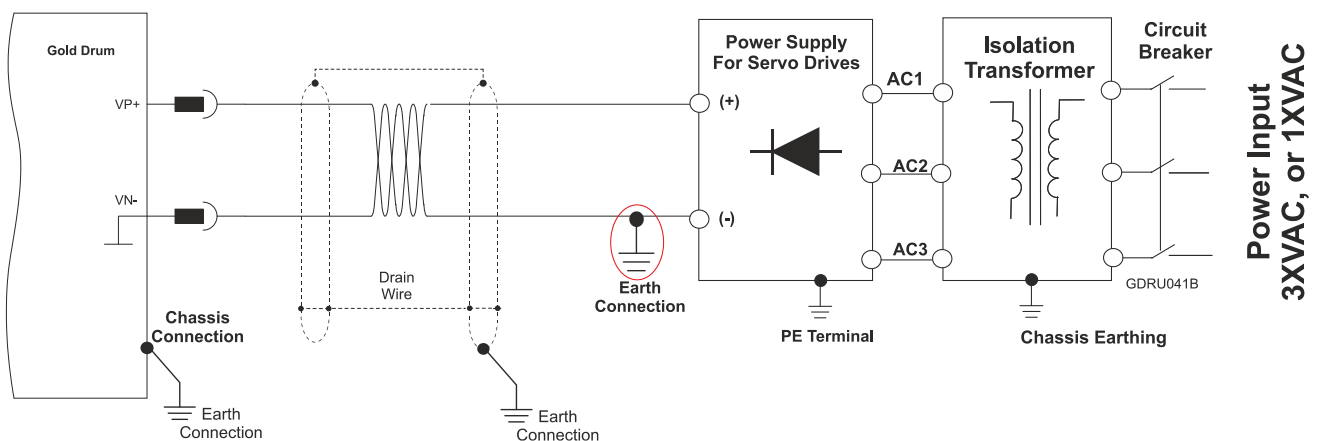 Gold Drum
VP+
VN-
Chassis
Connection
Earth
Connection
Drain
Wire
Earth
Connection
Earth
Connection
Power Supply
For Servo Drives
(+)
(-)
PE Terminal
AC1
AC2
AC3
Isolation
Transformer
Chassis Earthing
Circuit
Breaker
GDRU041B
Power Input
3XVAC, or 1XVAC